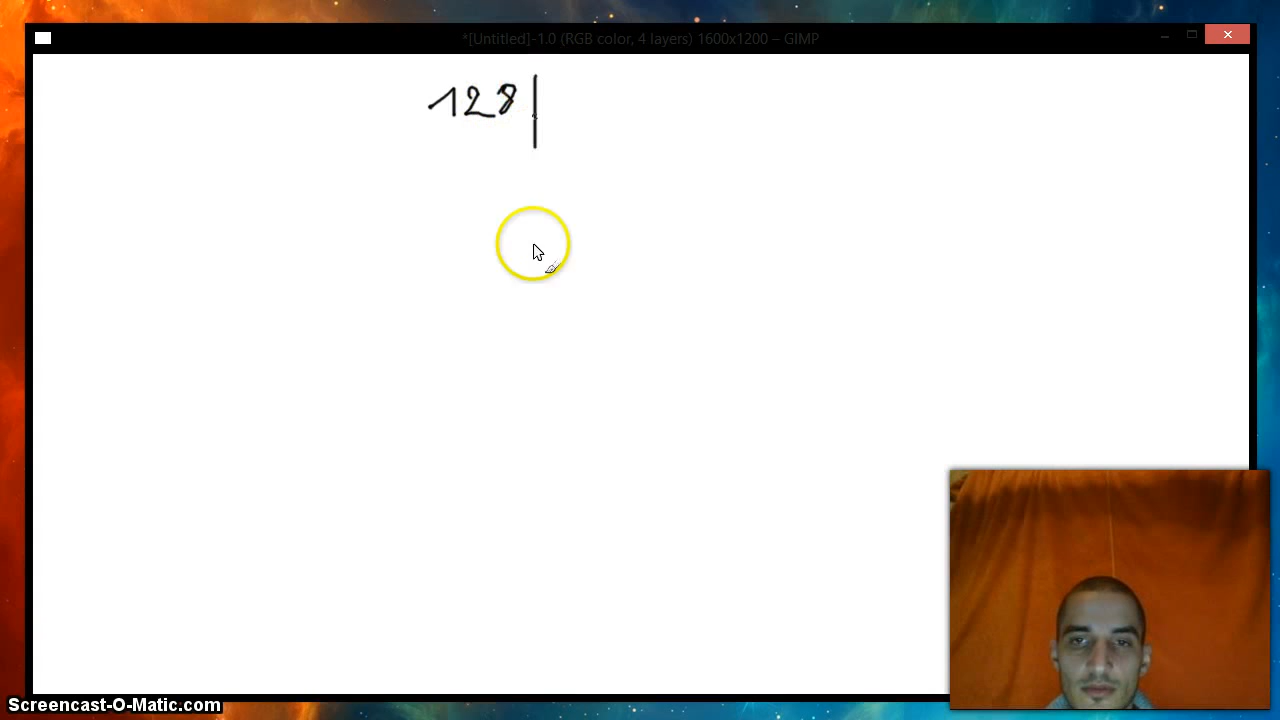 *[Untitled]-1.0 (RGB color, 4 layers) 1600x1200 – GIMP
128
Screencast-O-Matic.com